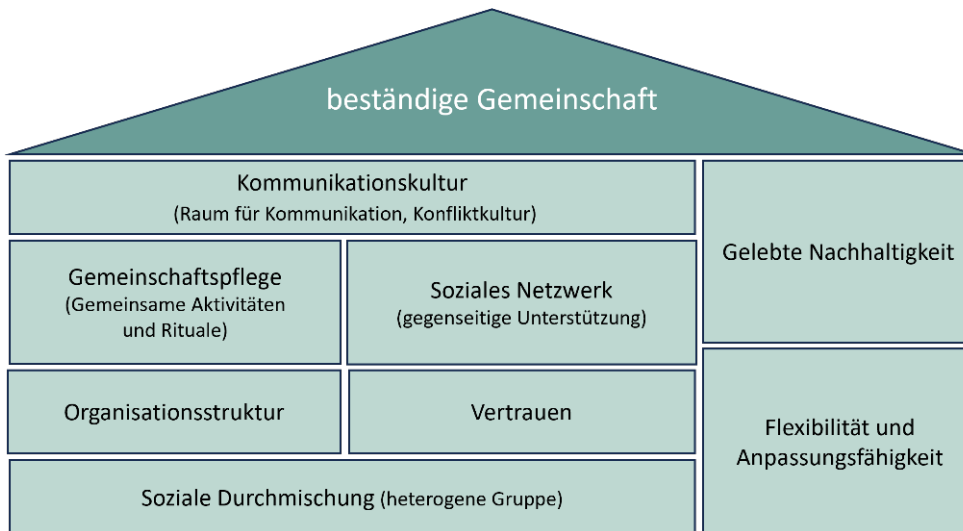 beständige Gemeinschaft
Kommunikationskultur
(Raum für Kommunikation, Konfliktkultur)
Gelebte Nachhaltigkeit
Gemeinschaftspflege
(Gemeinsame Aktivitäten
und Rituale)
Soziales Netzwerk
(gegenseitige Unterstützung)
Organisationsstruktur
Vertrauen
Flexibilität und
Anpassungsfähigkeit
Soziale Durchmischung (heterogene Gruppe)